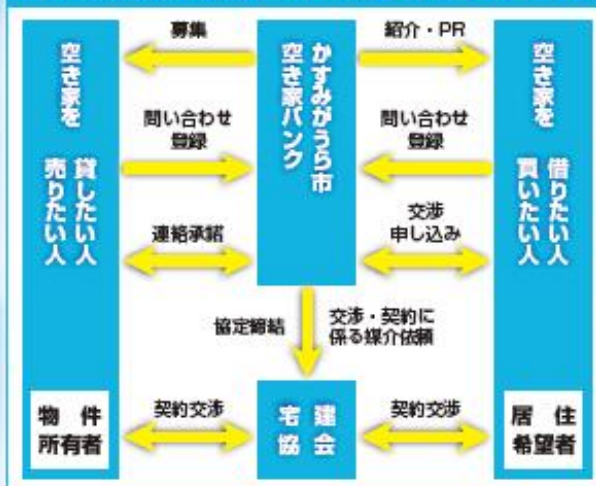 空き家を
貸したい人
売りたい人
物件
所有者
募集
問い合わせ
登録
連絡承諾
かすみがうら市
空き家バンク
紹介・PR
問い合わせ
登録
交渉
申し込み
協定締結
交渉・契約に
係る媒介依頼
契約交渉
宅建
協会
契約交渉
空き家を
借りたい人
買いたい人
居住
希望者